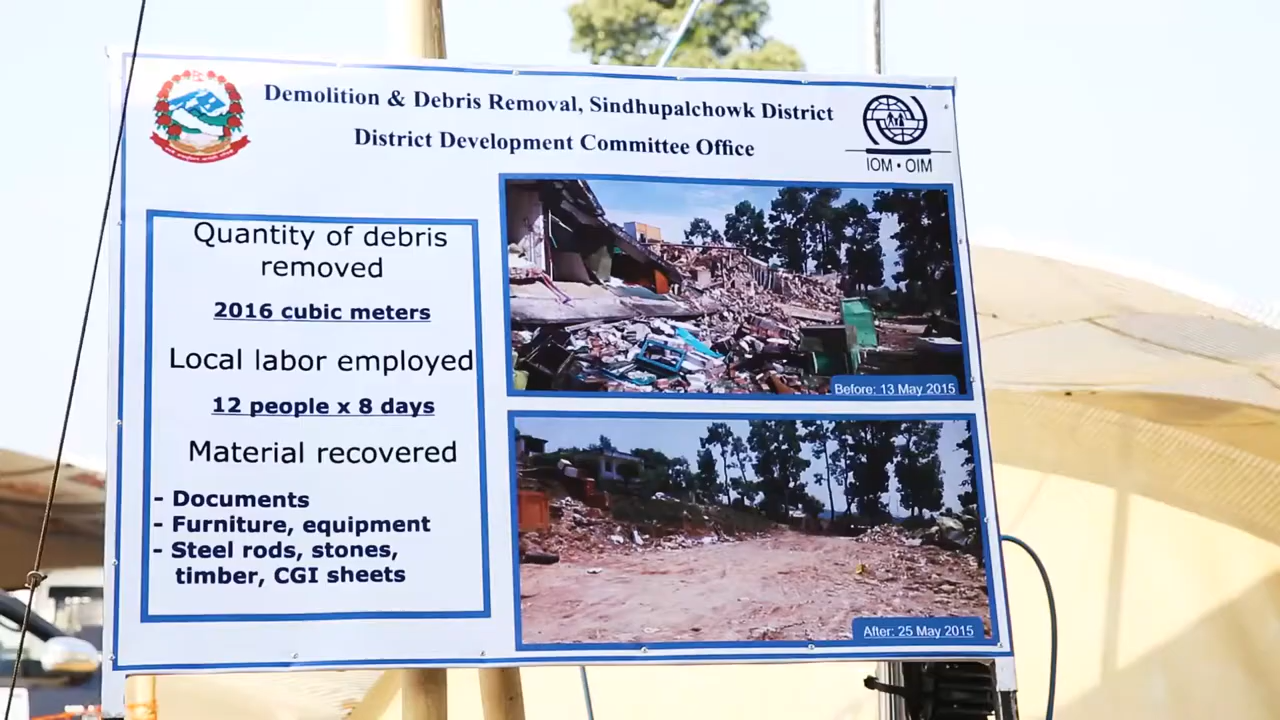 Demolition & Debris Removal, Sindhupalchowk District
District Development Committee Office
IOM • OIM
Quantity of debris
removed
2016 cubic meters
Local labor employed
12 people x 8 days
Material recovered
- Documents
- Furniture, equipment
- Steel rods, stones,
timber, CGI sheets
Before: 13 May 2015
After: 25 May 2015